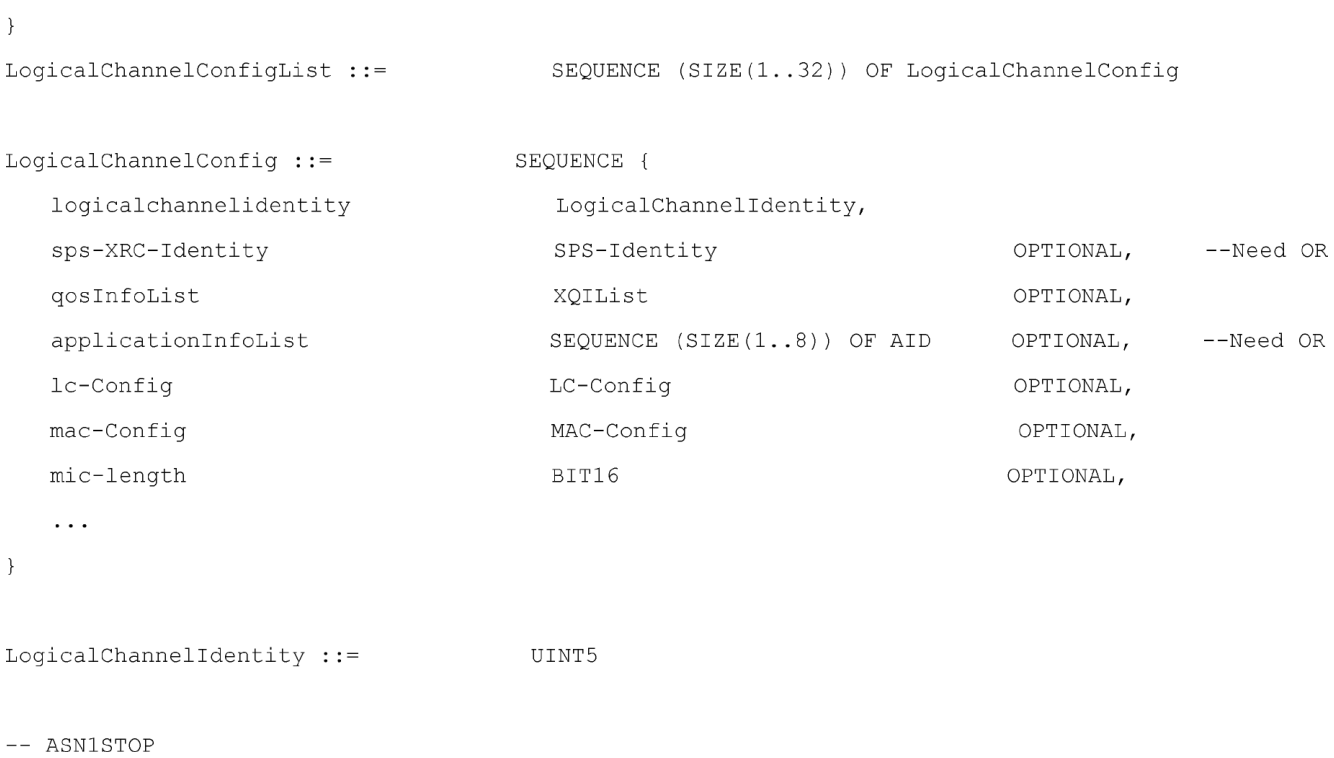 }
LogicalChannelConfigList ::= SEQUENCE (SIZE(1..32)) OF LogicalChannelConfig
LogicalChannelConfig ::= SEQUENCE {
logicalchannelidentity LogicalChannelIdentity,
sps-XRC-Identity SPS-Identity OPTIONAL, --Need OR
qosInfoList XQIList OPTIONAL,
applicationInfoList SEQUENCE (SIZE(1..8)) OF AID OPTIONAL, --Need OR
lc-Config LC-Config OPTIONAL,
mac-Config MAC-Config OPTIONAL,
mic-length BIT16 OPTIONAL,
...
}
LogicalChannelIdentity ::= UINT5
-- ASN1STOP